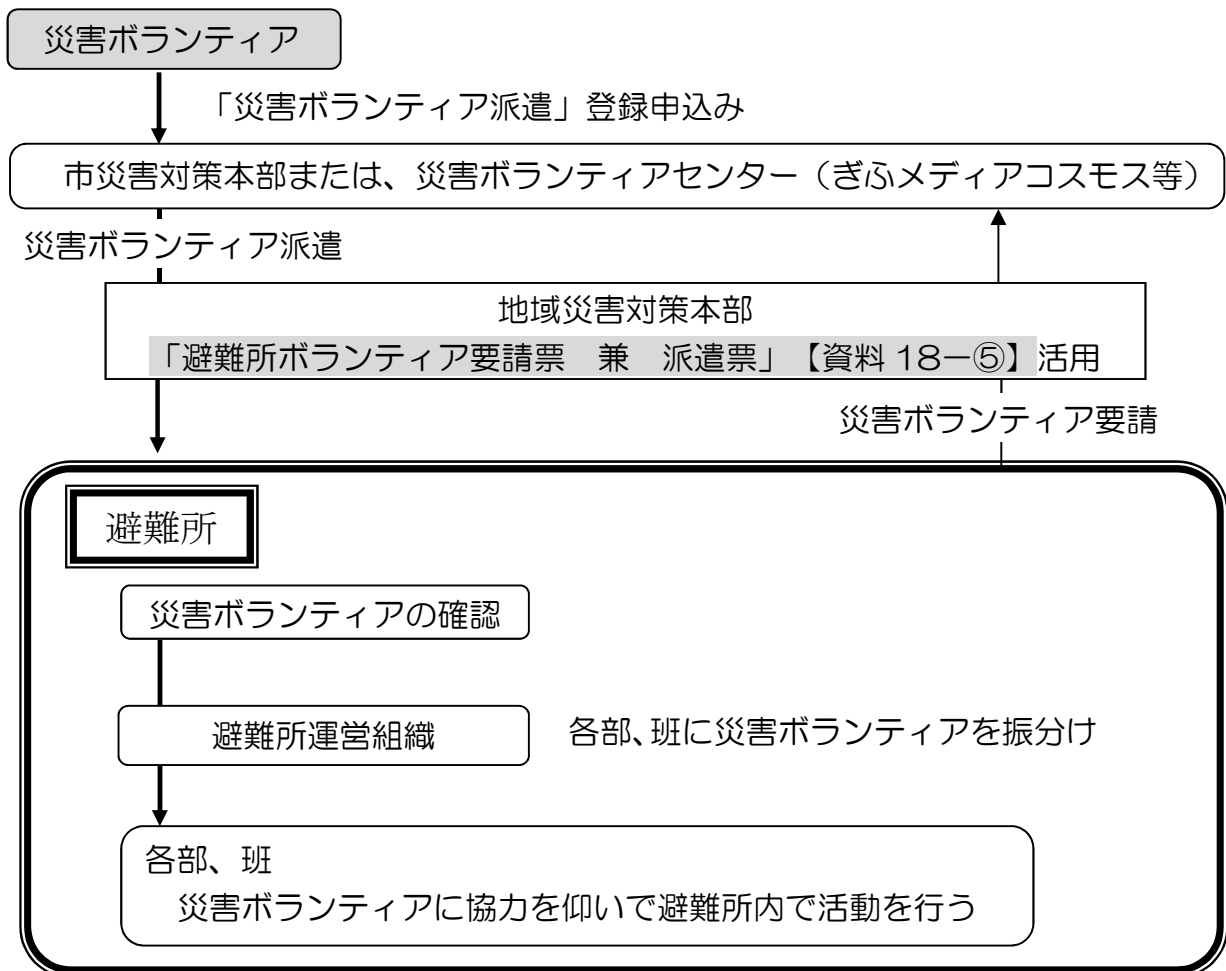 災害ボランティア
「災害ボランティア派遣」登録申込み
市災害対策本部または、災害ボランティアセンター（ぎふメディアコスモス等）
災害ボランティア派遣
地域災害対策本部
「避難所ボランティア要請票　兼　派遣票」【資料 18－⑤】活用
災害ボランティア要請
避難所
災害ボランティアの確認
避難所運営組織
各部、班に災害ボランティアを振分け
各部、班
災害ボランティアに協力を仰いで避難所内で活動を行う